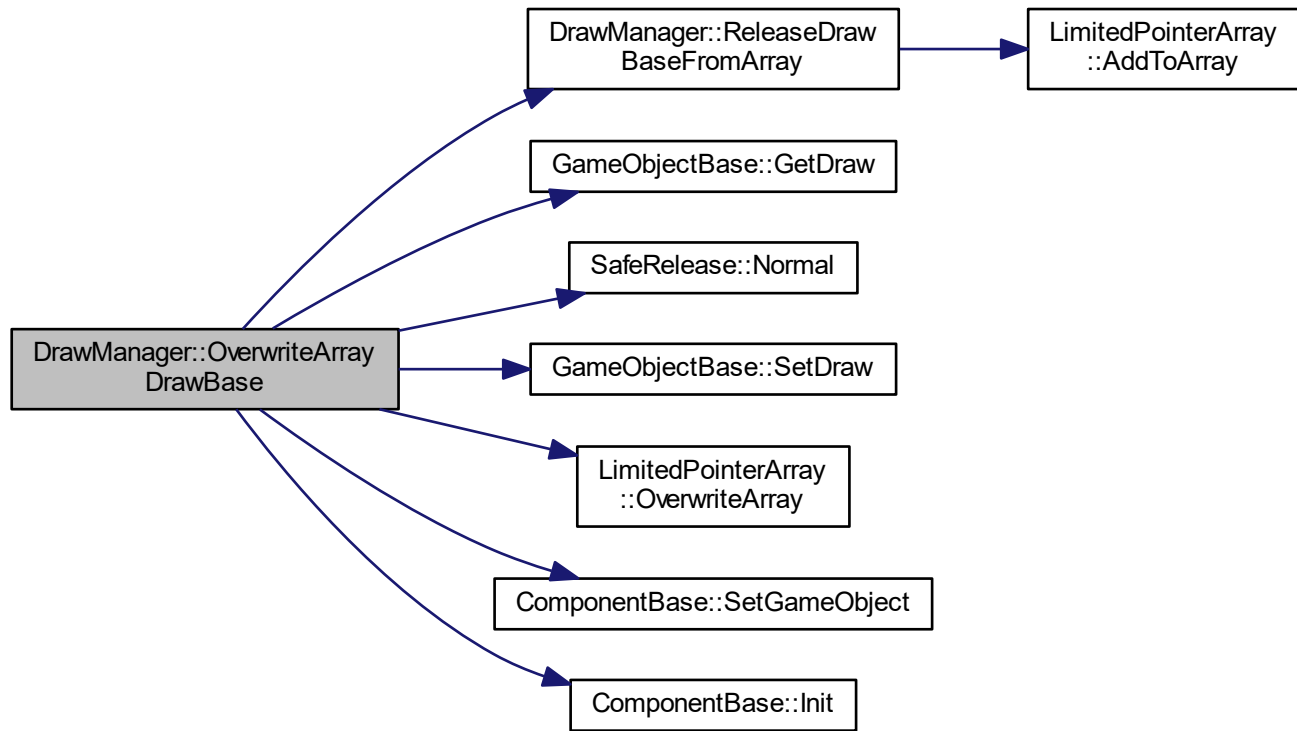 DrawManager::ReleaseDraw
BaseFromArray
LimitedPointerArray
::AddToArray
GameObjectBase::GetDraw
SafeRelease::Normal
DrawManager::OverwriteArray
DrawBase
GameObjectBase::SetDraw
LimitedPointerArray
::OverwriteArray
ComponentBase::SetGameObject
ComponentBase::Init